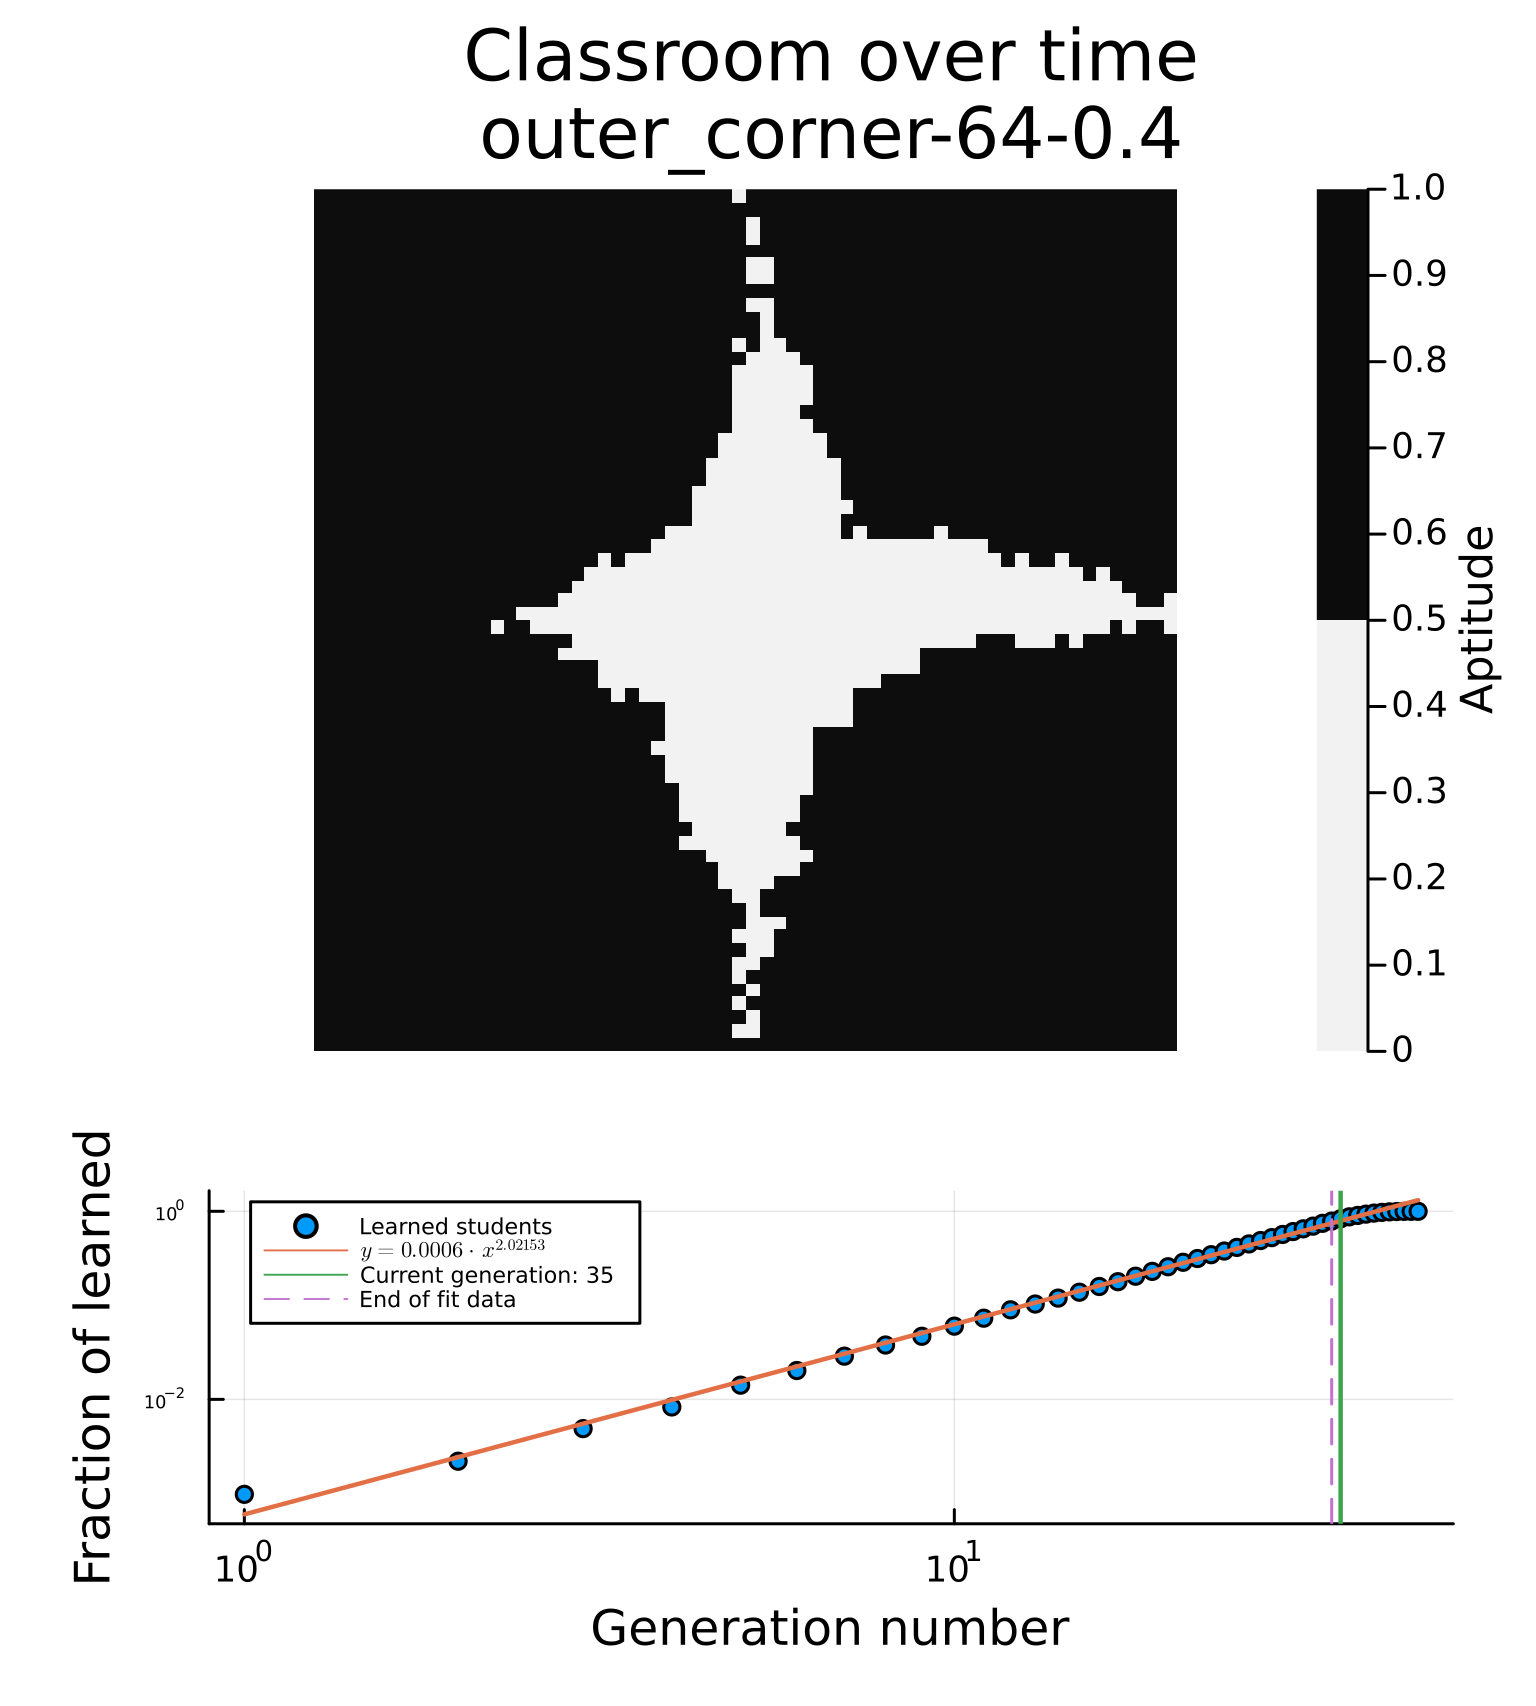 Classroom over time
outer_corner-64-0.4
1.0
0.9
0.8
0.7
0.6
0.5
0.4
0.3
0.2
0.1
0
Aptitude
Fraction of learned
10⁰
10⁻²
Learned students
y = 0.0006 · x^2.02153
Current generation: 35
End of fit data
10⁰
10¹
Generation number